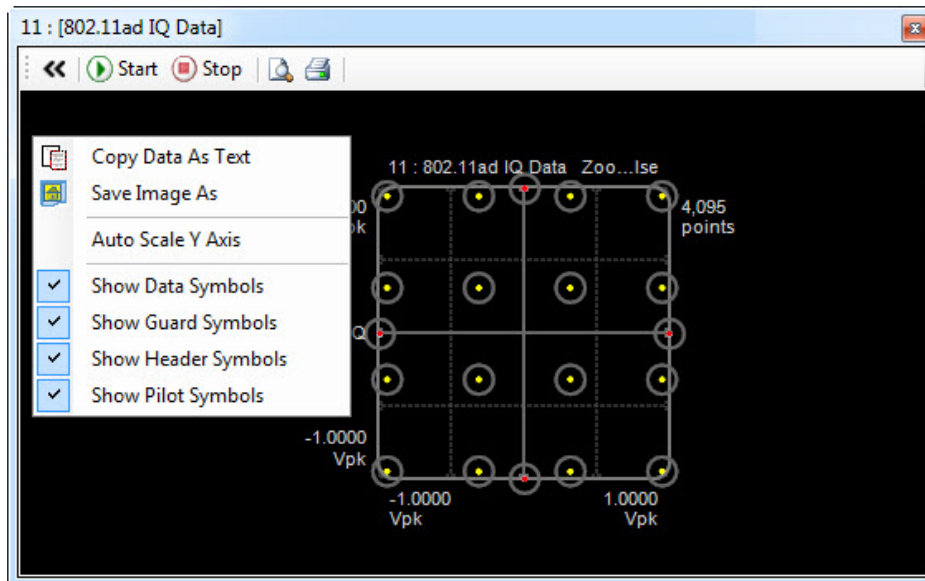 11 : [802.11ad IQ Data]
Start Stop
Copy Data As Text
Save Image As
Auto Scale Y Axis
Show Data Symbols
Show Guard Symbols
Show Header Symbols
Show Pilot Symbols
11 : 802.11ad IQ Data Zoo...lse
4,095
points
Q
-1.0000
Vpk
-1.0000
Vpk
1.0000
Vpk